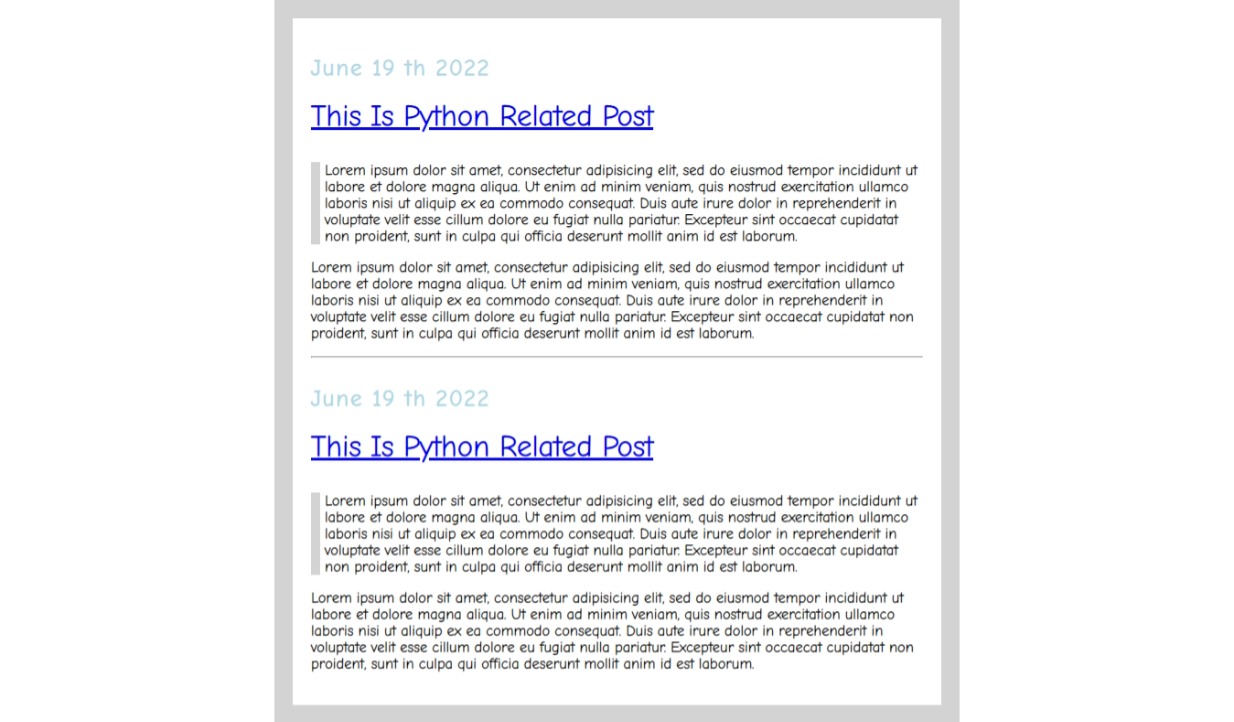 June 19 th 2022
This Is Python Related Post
Lorem ipsum dolor sit amet, consectetur adipisicing elit, sed do eiusmod tempor incididunt ut
labore et dolore magna aliqua. Ut enim ad minim veniam, quis nostrud exercitation ullamco
laboris nisi ut aliquip ex ea commodo consequat. Duis aute irure dolor in reprehenderit in
voluptate velit esse cillum dolore eu fugiat nulla pariatur. Excepteur sint occaecat cupidatat
non proident, sunt in culpa qui officia deserunt mollit anim id est laborum.
Lorem ipsum dolor sit amet, consectetur adipisicing elit, sed do eiusmod tempor incididunt ut
labore et dolore magna aliqua. Ut enim ad minim veniam, quis nostrud exercitation ullamco
laboris nisi ut aliquip ex ea commodo consequat. Duis aute irure dolor in reprehenderit in
voluptate velit esse cillum dolore eu fugiat nulla pariatur. Excepteur sint occaecat cupidatat non
proident, sunt in culpa qui officia deserunt mollit anim id est laborum.
June 19 th 2022
This Is Python Related Post
Lorem ipsum dolor sit amet, consectetur adipisicing elit, sed do eiusmod tempor incididunt ut
labore et dolore magna aliqua. Ut enim ad minim veniam, quis nostrud exercitation ullamco
laboris nisi ut aliquip ex ea commodo consequat. Duis aute irure dolor in reprehenderit in
voluptate velit esse cillum dolore eu fugiat nulla pariatur. Excepteur sint occaecat cupidatat
non proident, sunt in culpa qui officia deserunt mollit anim id est laborum.
Lorem ipsum dolor sit amet, consectetur adipisicing elit, sed do eiusmod tempor incididunt ut
labore et dolore magna aliqua. Ut enim ad minim veniam, quis nostrud exercitation ullamco
laboris nisi ut aliquip ex ea commodo consequat. Duis aute irure dolor in reprehenderit in
voluptate velit esse cillum dolore eu fugiat nulla pariatur. Excepteur sint occaecat cupidatat non
proident, sunt in culpa qui officia deserunt mollit anim id est laborum.